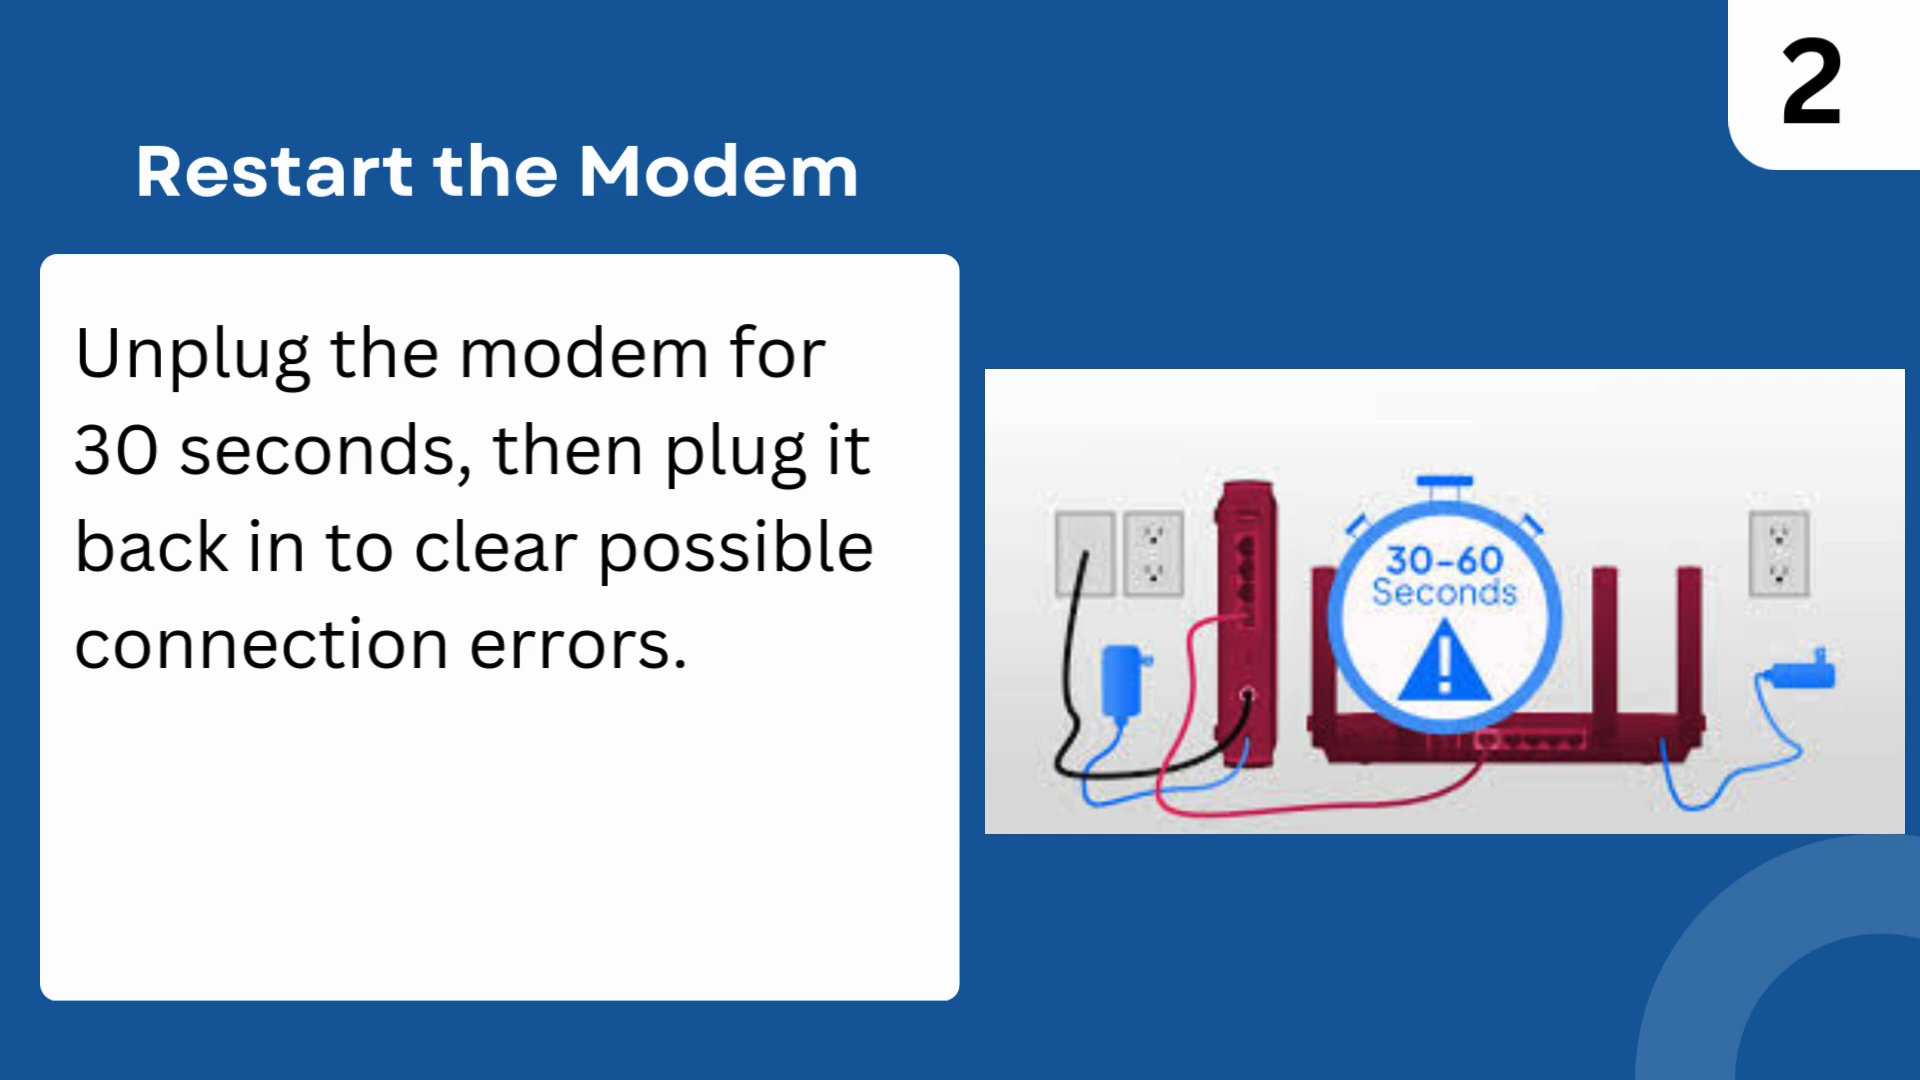 2
Restart the Modem
Unplug the modem for
30 seconds, then plug it
back in to clear possible
connection errors.
30-60
Seconds